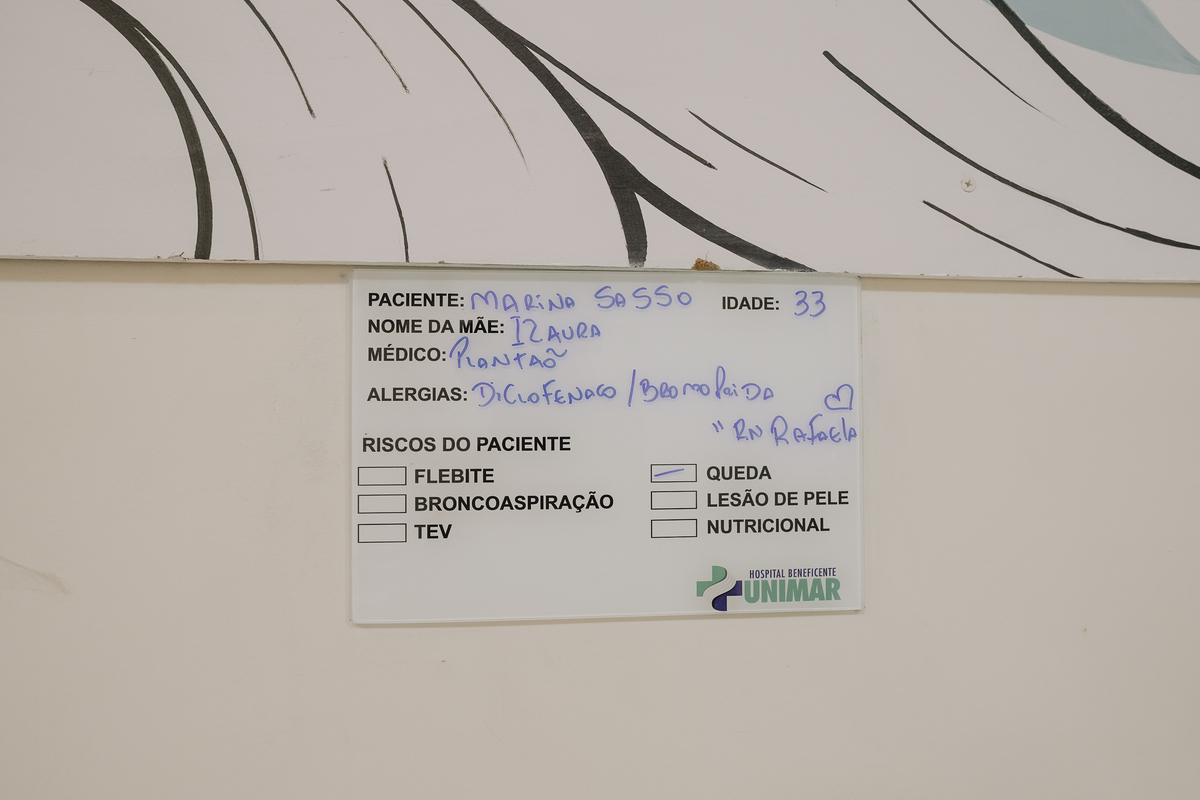 PACIENTE: MARINA SASSO IDADE: 33
NOME DA MÃE: IZAURA
MÉDICO: PLANTAÕ
ALERGIAS: DICLOFENACO / BROMOPRIDA
" RN RAFAELA
RISCOS DO PACIENTE
FLEBITE QUEDA
BRONCOASPIRAÇÃO LESÃO DE PELE
TEV NUTRICIONAL
HOSPITAL BENEFICENTE
UNIMAR